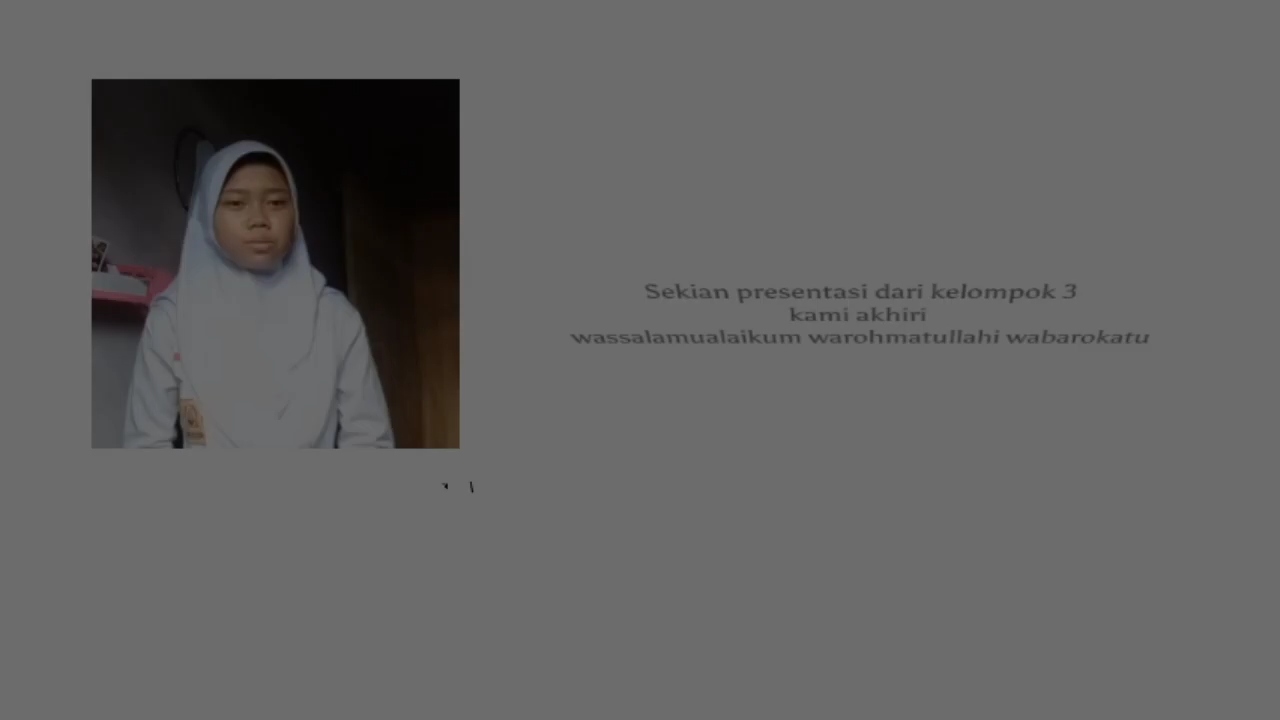 Sekian presentasi dari kelompok 3
kami akhiri
wassalamualaikum warohmatullahi wabarokatu